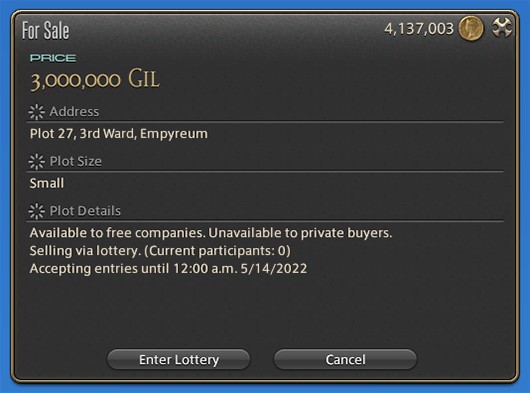 For Sale
4,137,003
PRICE
3,000,000 GIL
Address
Plot 27, 3rd Ward, Empyreum
Plot Size
Small
Plot Details
Available to free companies. Unavailable to private buyers.
Selling via lottery. (Current participants: 0)
Accepting entries until 12:00 a.m. 5/14/2022
Enter Lottery
Cancel